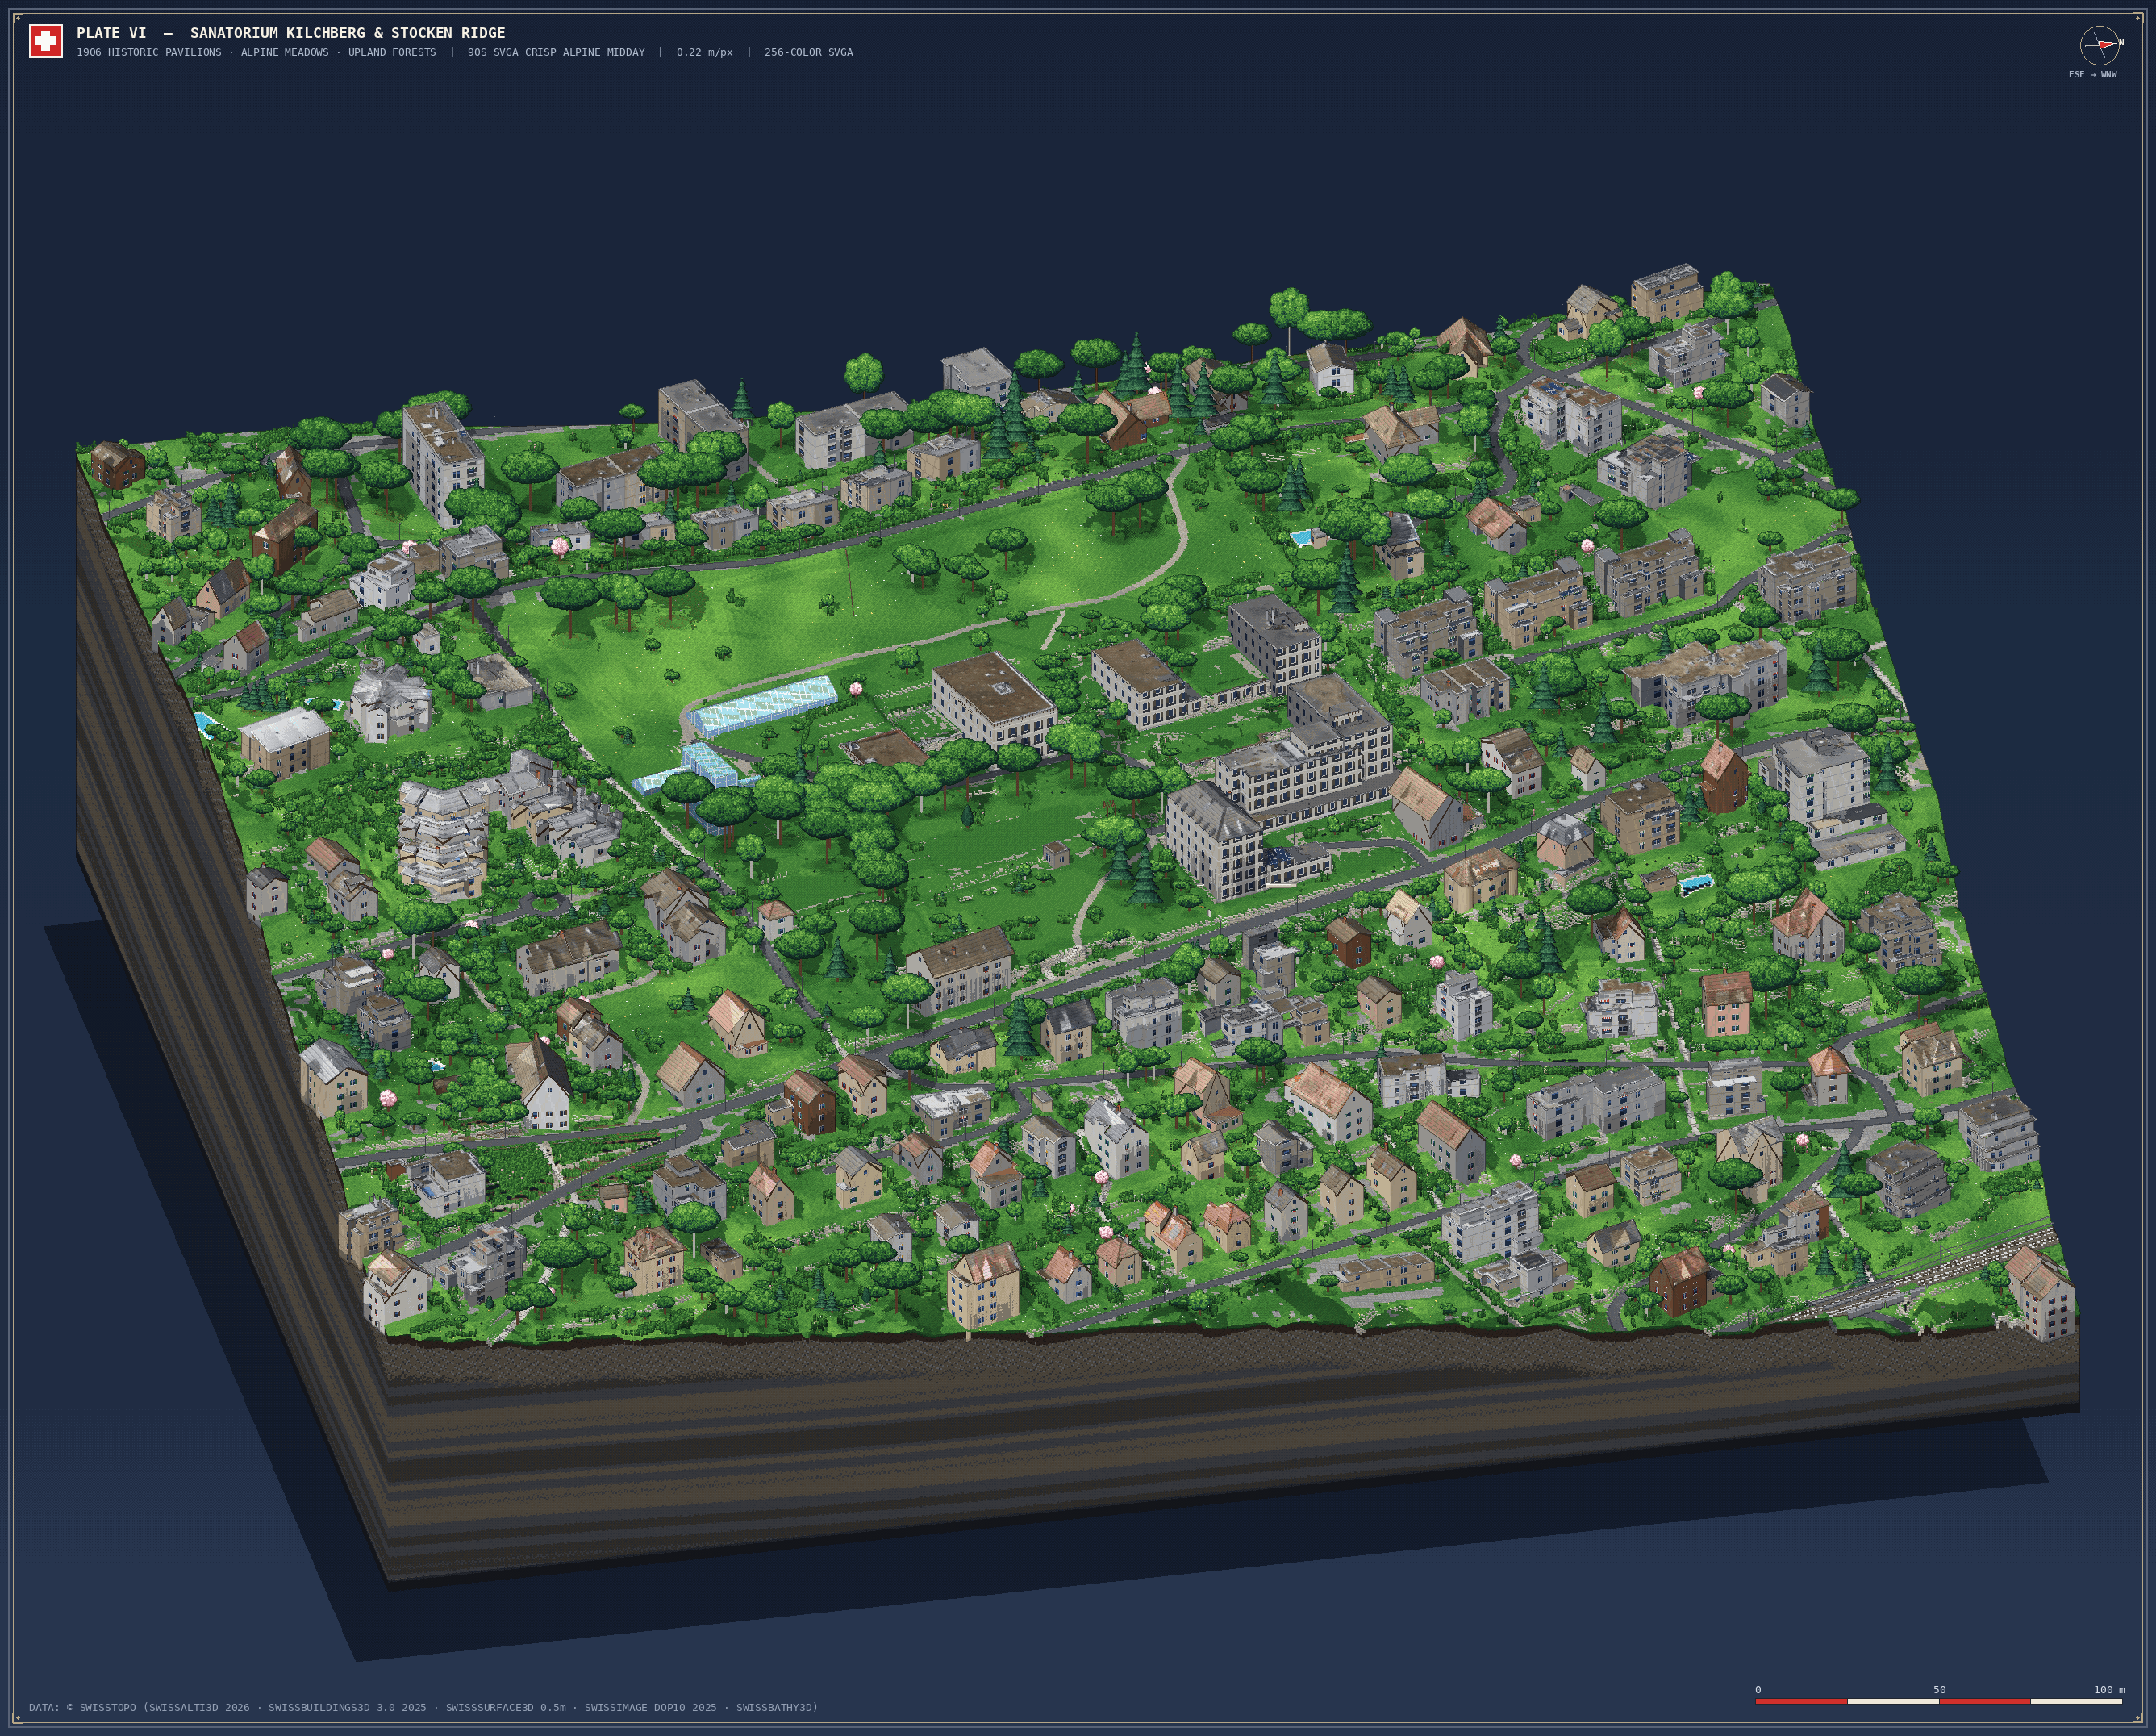 PLATE VI — SANATORIUM KILCHBERG & STOCKEN RIDGE
1906 HISTORIC PAVILIONS · ALPINE MEADOWS · UPLAND FORESTS | 90S SVGA CRISP ALPINE MIDDAY | 0.22 m/px | 256-COLOR SVGA
N
ESE → WNW
0 50 100 m
DATA: © SWISSTOPO (SWISSALTI3D 2026 · SWISSBUILDINGS3D 3.0 2025 · SWISSSURFACE3D 0.5m · SWISSIMAGE DOP10 2025 · SWISSBATHY3D)